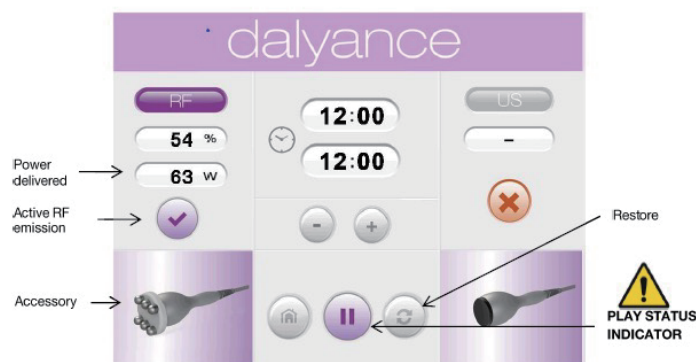 dalyance
RF
US
54 %
12:00
-
63 W
12:00
Power
delivered
Active RF
emission
- +
Restore
Accessory
PLAY STATUS
INDICATOR